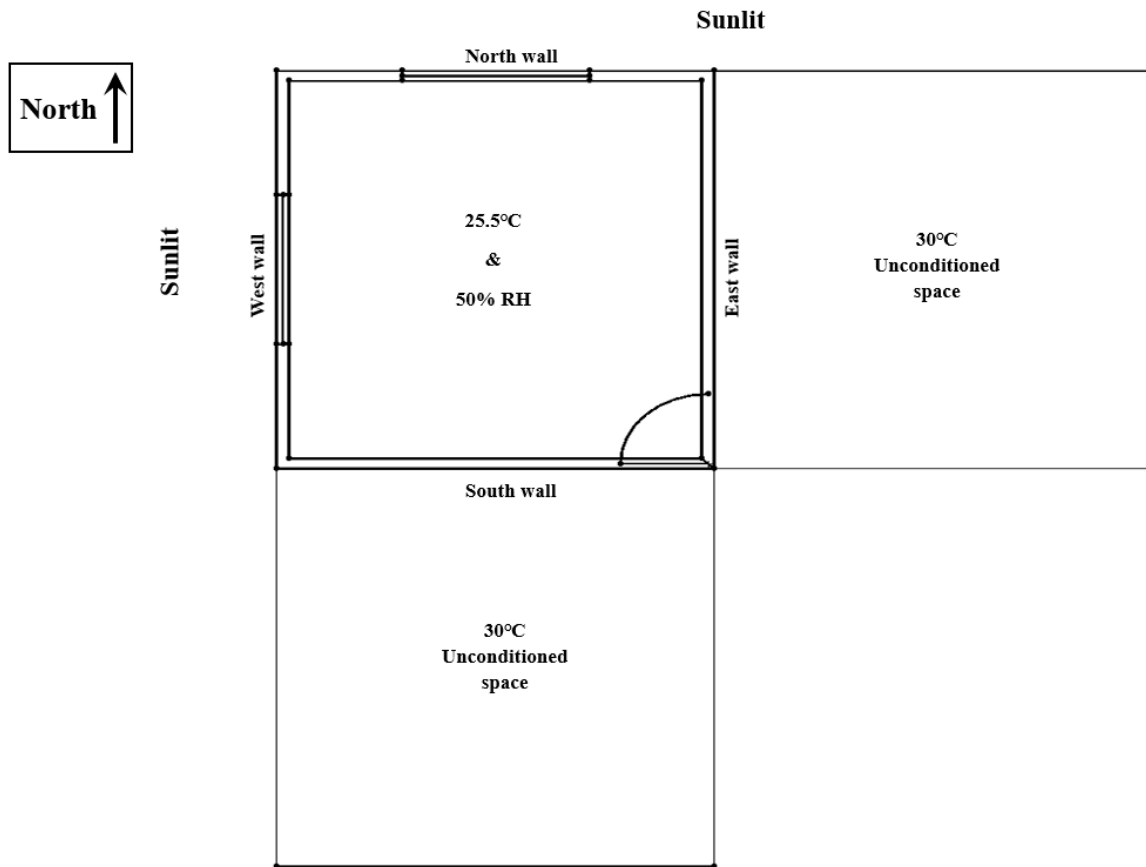 Sunlit
North wall
North
Sunlit
West wall
25.5°C
&
50% RH
East wall
30°C
Unconditioned
space
South wall
30°C
Unconditioned
space